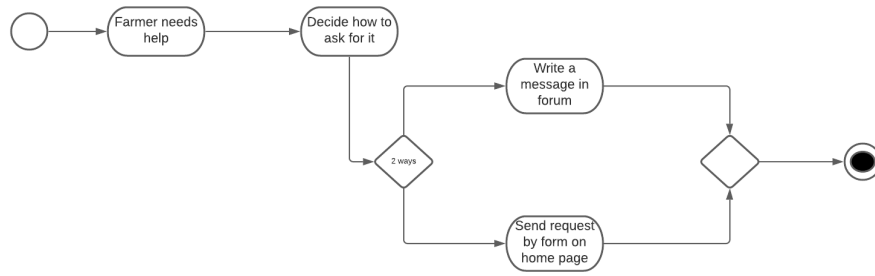 Farmer needs
help
Decide how to
ask for it
Write a
message in
forum
2 ways
Send request
by form on
home page